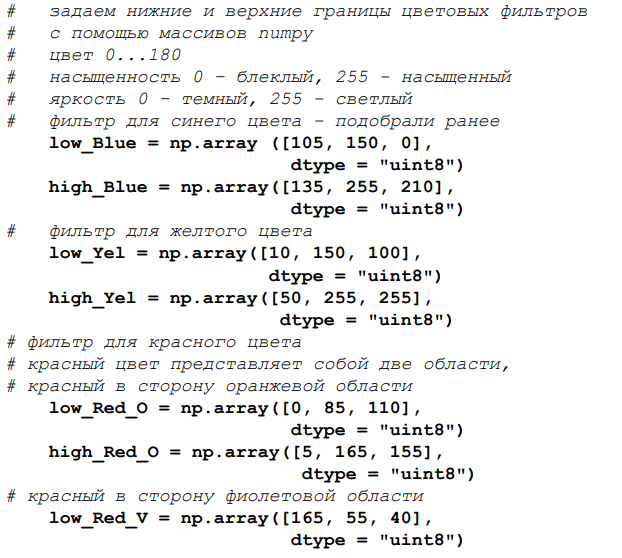 #   задаем нижние и верхние границы цветовых фильтров
#   с помощью массивов numpy
#   цвет 0...180
#   насыщенность 0 – блеклый, 255 – насыщенный
#   яркость 0 – темный, 255 – светлый
#   фильтр для синего цвета – подобрали ранее
    low_Blue = np.array ([105, 150, 0],
                          dtype = "uint8")
    high_Blue = np.array([135, 255, 210],
                          dtype = "uint8")
#   фильтр для желтого цвета
    low_Yel = np.array([10, 150, 100],
                        dtype = "uint8")
    high_Yel = np.array([50, 255, 255],
                         dtype = "uint8")
# фильтр для красного цвета
# красный цвет представляет собой две области,
# красный в сторону оранжевой области
    low_Red_O = np.array([0, 85, 110],
                          dtype = "uint8")
    high_Red_O = np.array([5, 165, 155],
                           dtype = "uint8")
# красный в сторону фиолетовой области
    low_Red_V = np.array([165, 55, 40],
                          dtype = "uint8")